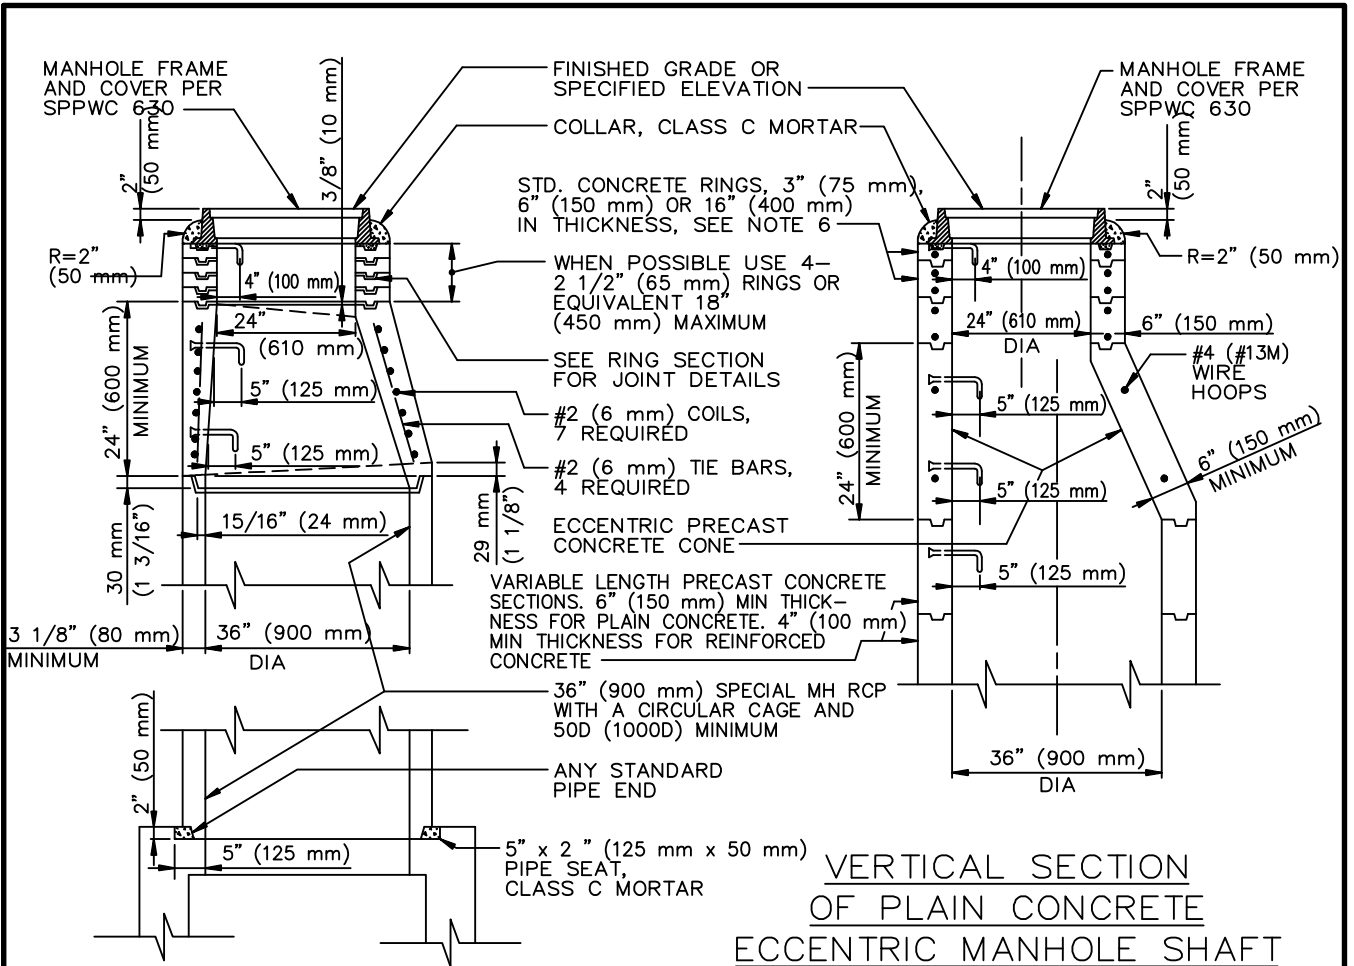 MANHOLE FRAME
AND COVER PER
SPPWC 630
2"
(50 mm)
3/8" (10 mm)
FINISHED GRADE OR
SPECIFIED ELEVATION
COLLAR, CLASS C MORTAR
MANHOLE FRAME
AND COVER PER
SPPWC 630
2"
(50 mm)
STD. CONCRETE RINGS, 3" (75 mm),
6" (150 mm) OR 16" (400 mm)
IN THICKNESS, SEE NOTE 6
R=2"
(50 mm)
R=2" (50 mm)
4" (100 mm)
4" (100 mm)
WHEN POSSIBLE USE 4-
2 1/2" (65 mm) RINGS OR
EQUIVALENT 18"
(450 mm) MAXIMUM
24"
(610 mm)
24" (610 mm)
DIA
6" (150 mm)
24" (600 mm)
MINIMUM
SEE RING SECTION
FOR JOINT DETAILS
#4 (#13M)
WIRE
HOOPS
5" (125 mm)
5" (125 mm)
#2 (6 mm) COILS,
7 REQUIRED
24" (600 mm)
MINIMUM
6" (150 mm)
MINIMUM
5" (125 mm)
#2 (6 mm) TIE BARS,
4 REQUIRED
5" (125 mm)
30 mm
(1 3/16")
15/16" (24 mm)
29 mm
(1 1/8")
ECCENTRIC PRECAST
CONCRETE CONE
5" (125 mm)
VARIABLE LENGTH PRECAST CONCRETE
SECTIONS. 6" (150 mm) MIN THICK-
NESS FOR PLAIN CONCRETE. 4" (100 mm)
MIN THICKNESS FOR REINFORCED
CONCRETE
3 1/8" (80 mm)
MINIMUM
36" (900 mm)
DIA
36" (900 mm) SPECIAL MH RCP
WITH A CIRCULAR CAGE AND
50D (1000D) MINIMUM
2" (50 mm)
ANY STANDARD
PIPE END
36" (900 mm)
DIA
5" (125 mm)
5" x 2 " (125 mm x 50 mm)
PIPE SEAT,
CLASS C MORTAR
VERTICAL SECTION
OF PLAIN CONCRETE
ECCENTRIC MANHOLE SHAFT